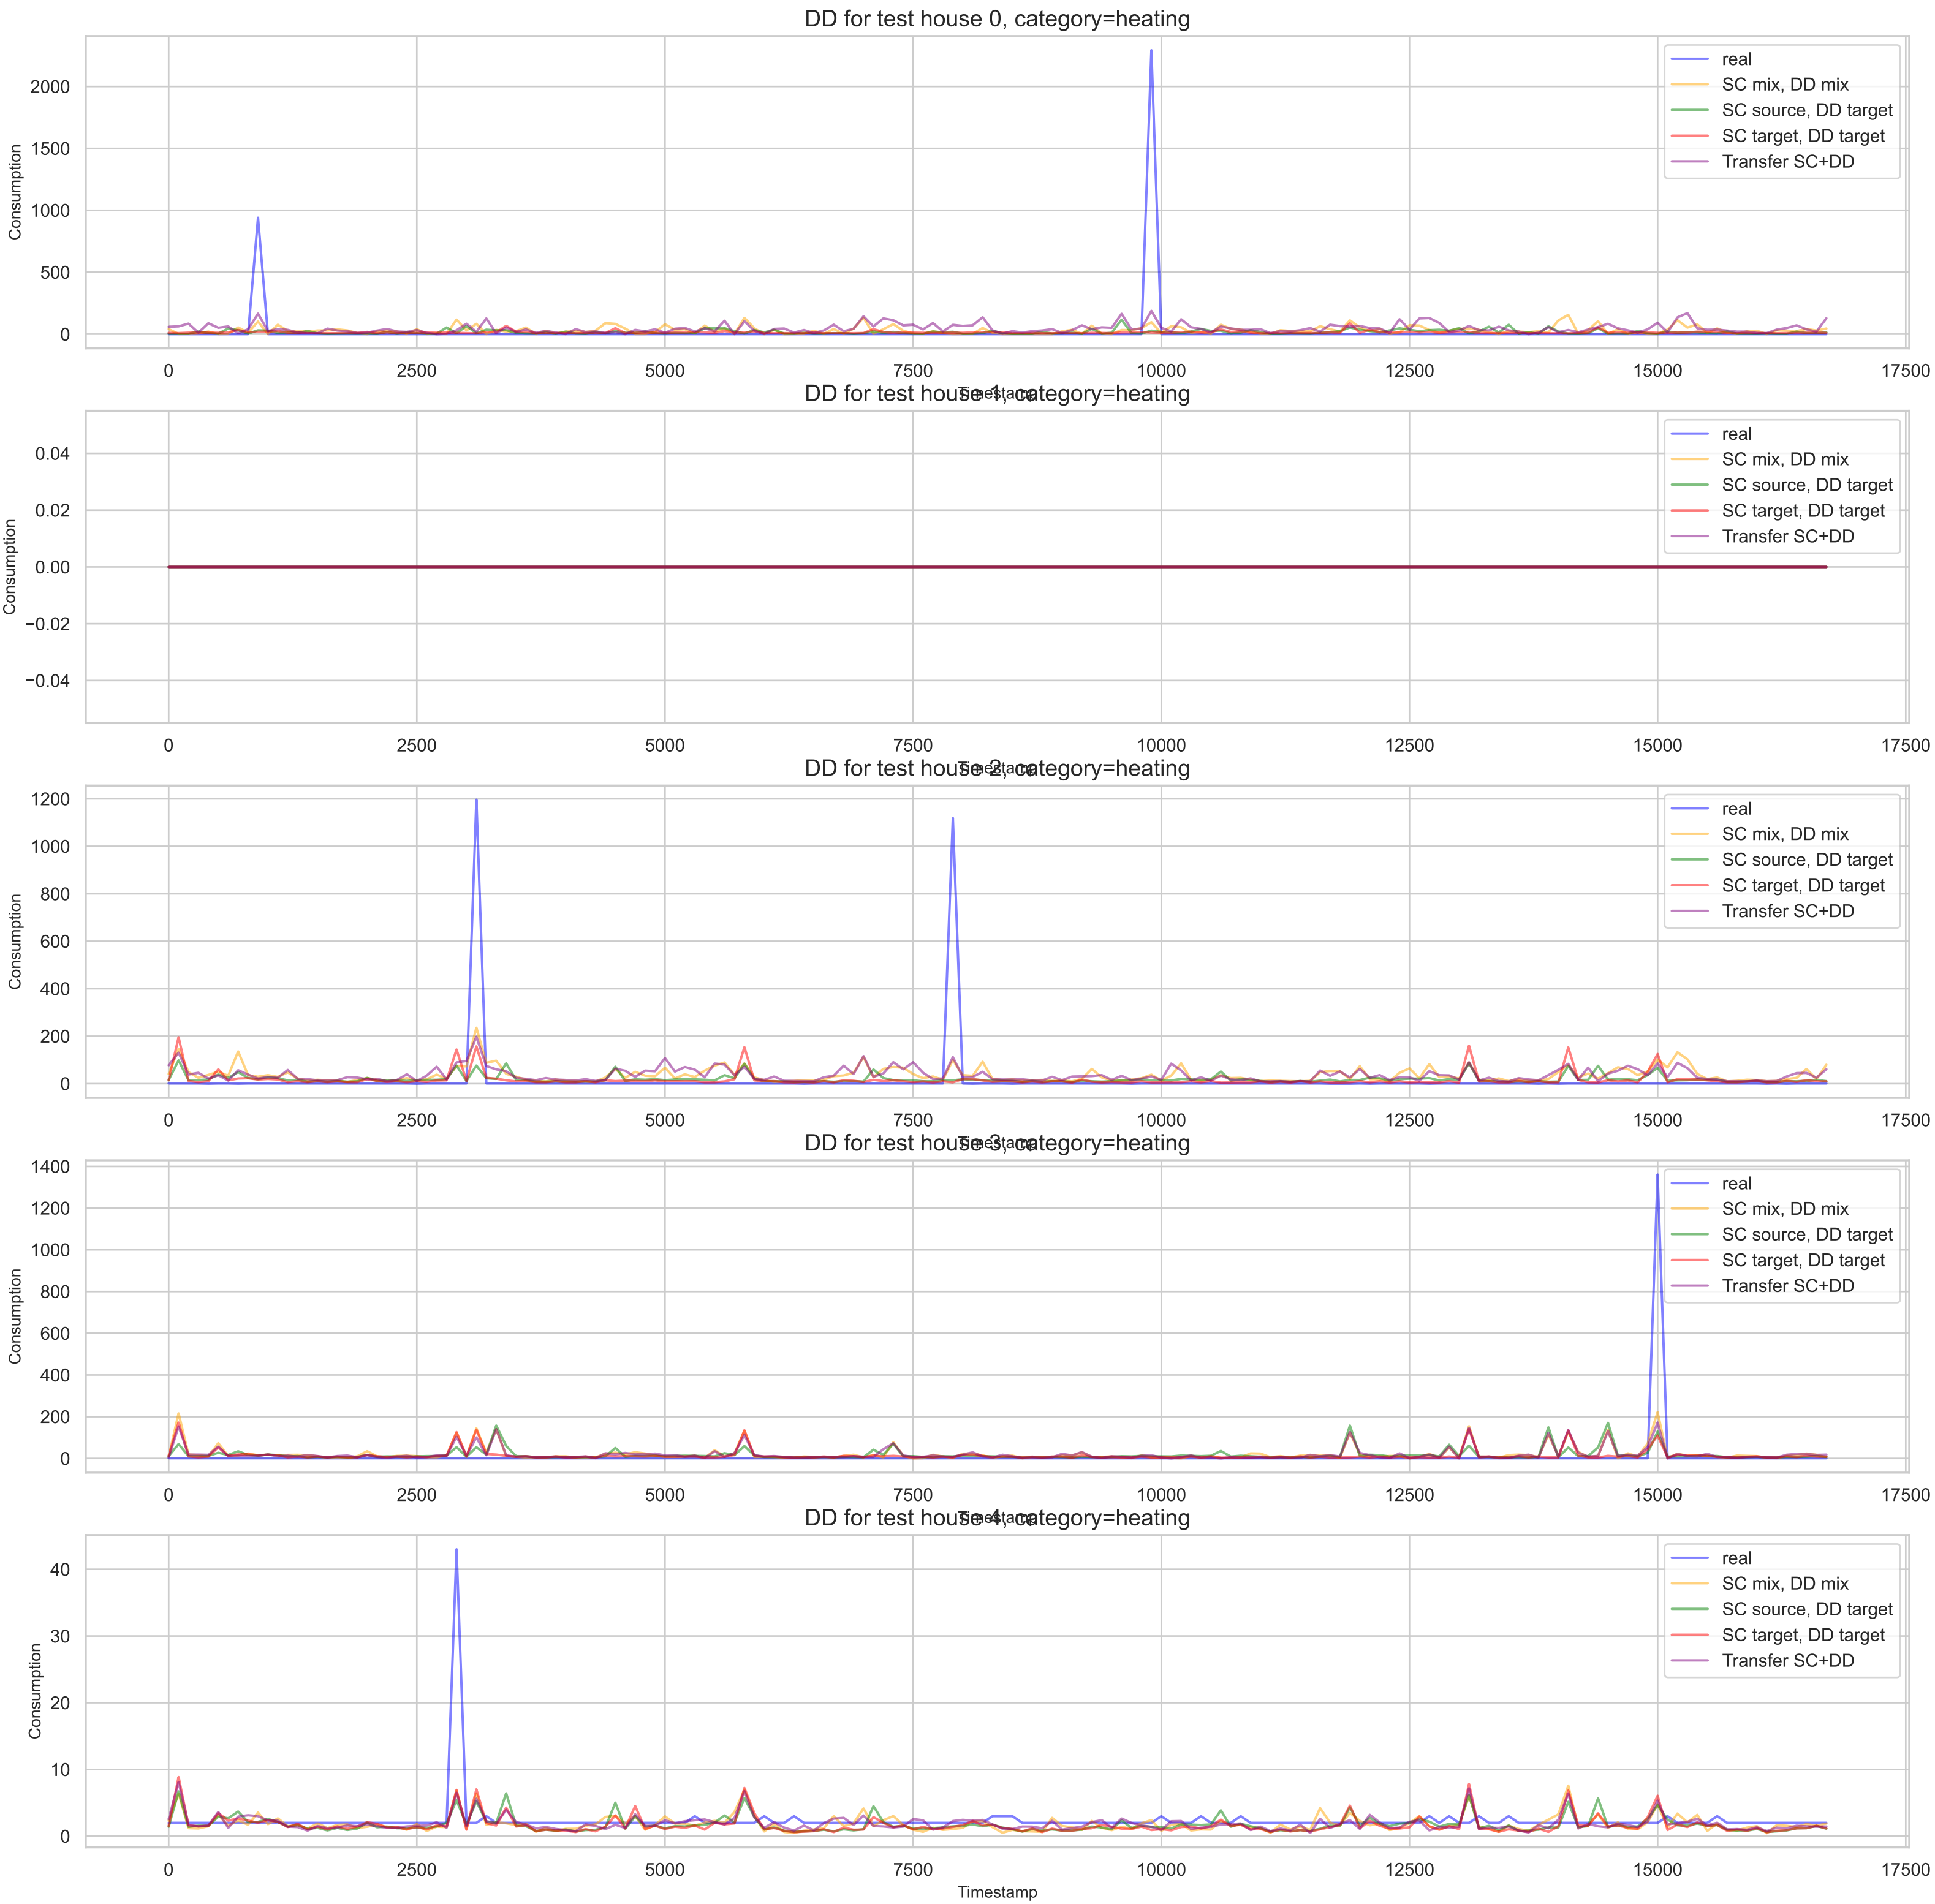 DD for test house 0, category=heating
Consumption
2000
1500
1000
500
0
real
SC mix, DD mix
SC source, DD target
SC target, DD target
Transfer SC+DD
0 2500 5000 7500 10000 12500 15000 17500
Timestamp
DD for test house 1, category=heating
Consumption
0.04
0.02
0.00
−0.02
−0.04
real
SC mix, DD mix
SC source, DD target
SC target, DD target
Transfer SC+DD
0 2500 5000 7500 10000 12500 15000 17500
Timestamp
DD for test house 2, category=heating
Consumption
1200
1000
800
600
400
200
0
real
SC mix, DD mix
SC source, DD target
SC target, DD target
Transfer SC+DD
0 2500 5000 7500 10000 12500 15000 17500
Timestamp
DD for test house 3, category=heating
Consumption
1400
1200
1000
800
600
400
200
0
real
SC mix, DD mix
SC source, DD target
SC target, DD target
Transfer SC+DD
0 2500 5000 7500 10000 12500 15000 17500
Timestamp
DD for test house 4, category=heating
Consumption
40
30
20
10
0
real
SC mix, DD mix
SC source, DD target
SC target, DD target
Transfer SC+DD
0 2500 5000 7500 10000 12500 15000 17500
Timestamp